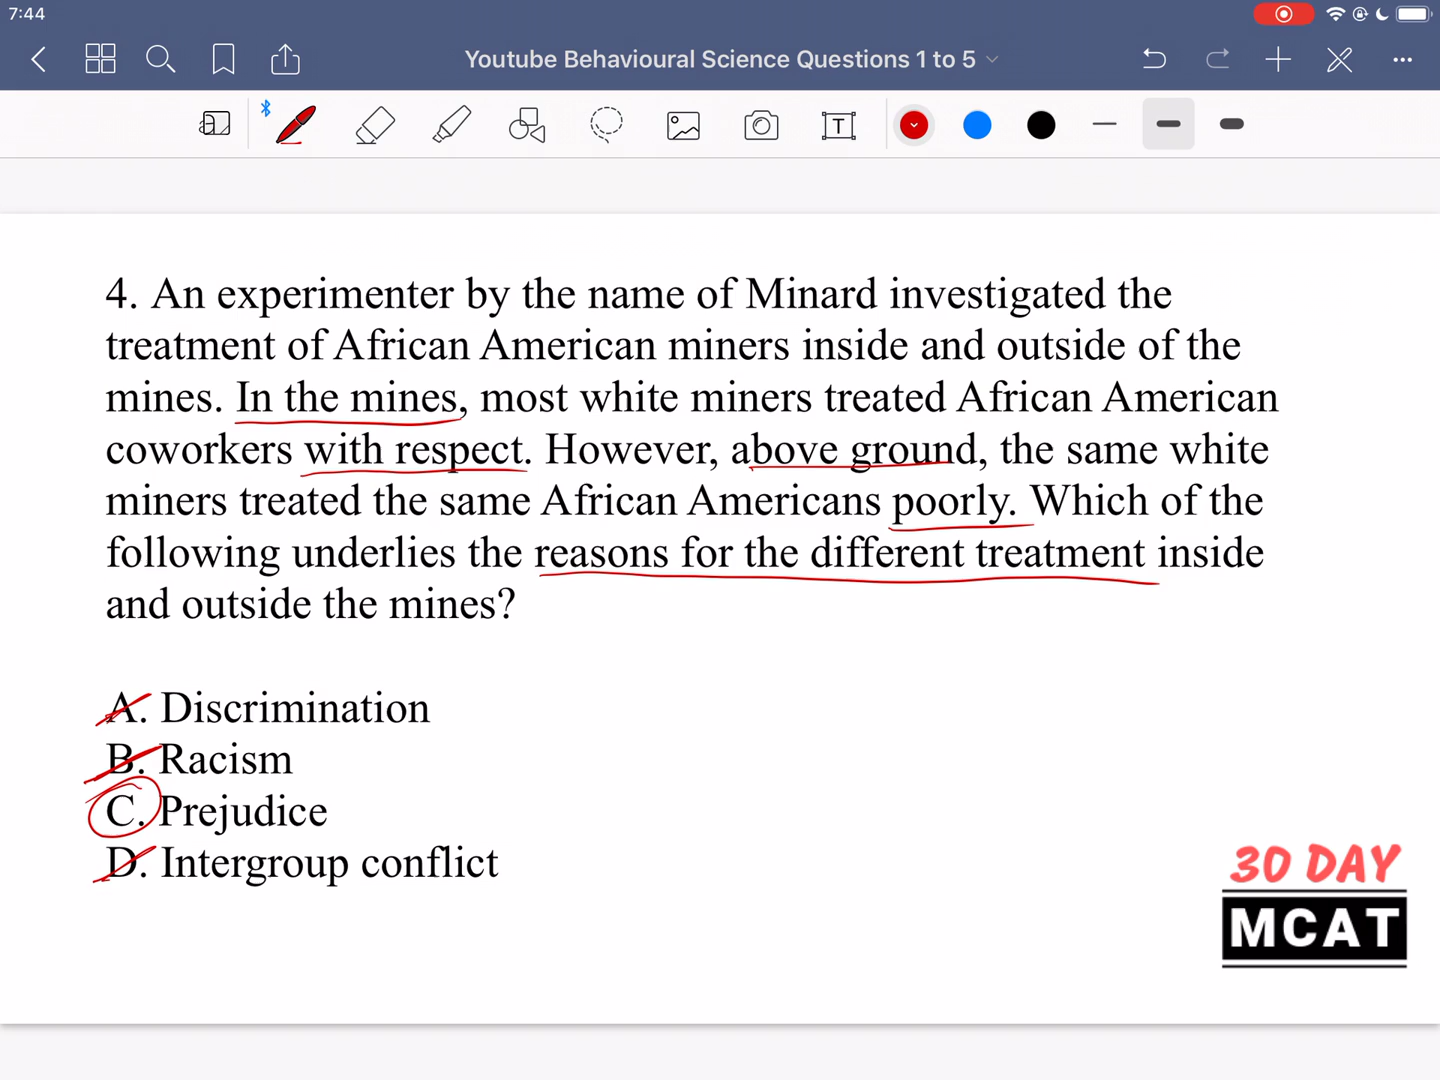 7:44
Youtube Behavioural Science Questions 1 to 5
T
4. An experimenter by the name of Minard investigated the
treatment of African American miners inside and outside of the
mines. In the mines, most white miners treated African American
coworkers with respect. However, above ground, the same white
miners treated the same African Americans poorly. Which of the
following underlies the reasons for the different treatment inside
and outside the mines?
A. Discrimination
B. Racism
C. Prejudice
D. Intergroup conflict
30 DAY
MCAT